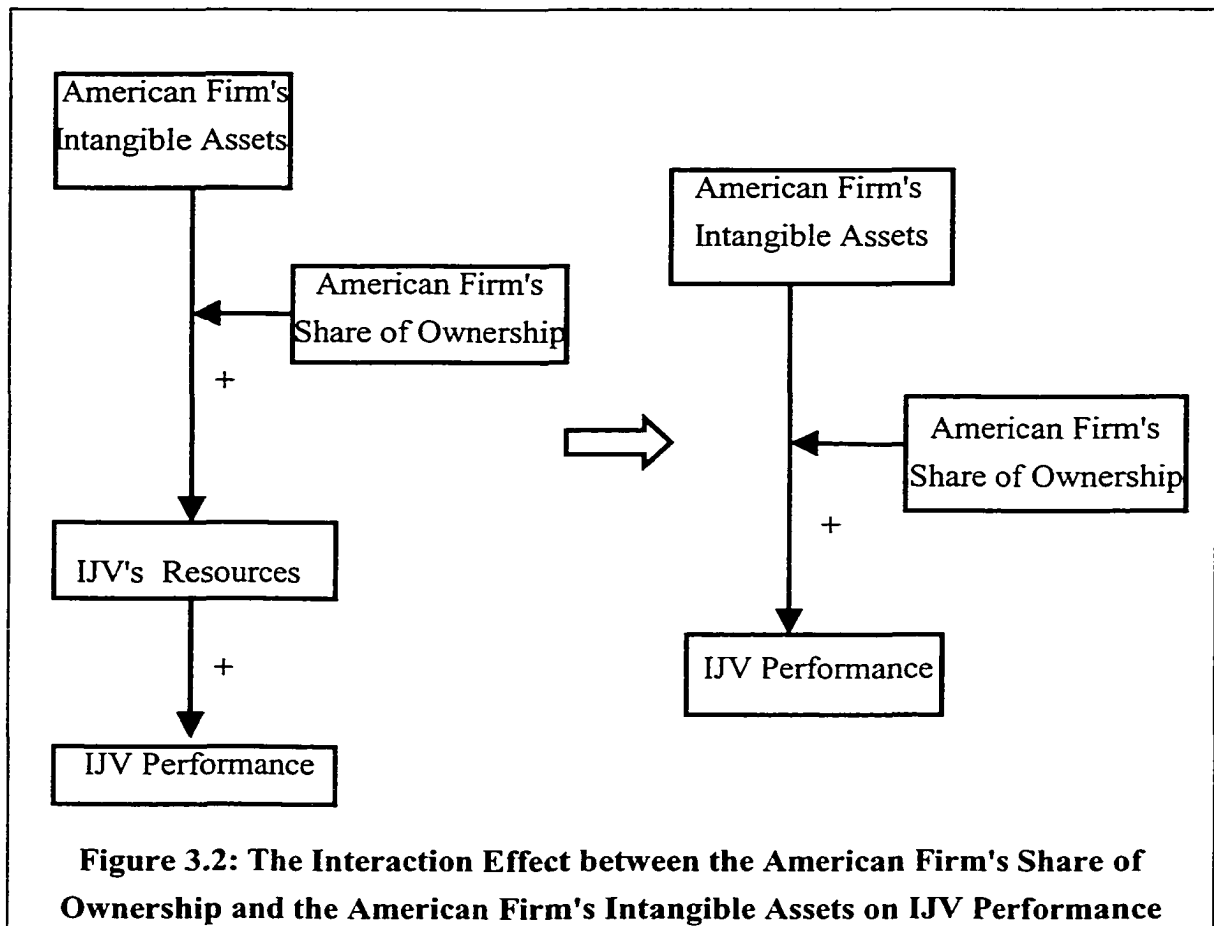 American Firm's
Intangible Assets
American Firm's
Share of Ownership
+
IJV's Resources
+
IJV Performance
American Firm's
Intangible Assets
American Firm's
Share of Ownership
+
IJV Performance
Figure 3.2: The Interaction Effect between the American Firm's Share of
Ownership and the American Firm's Intangible Assets on IJV Performance